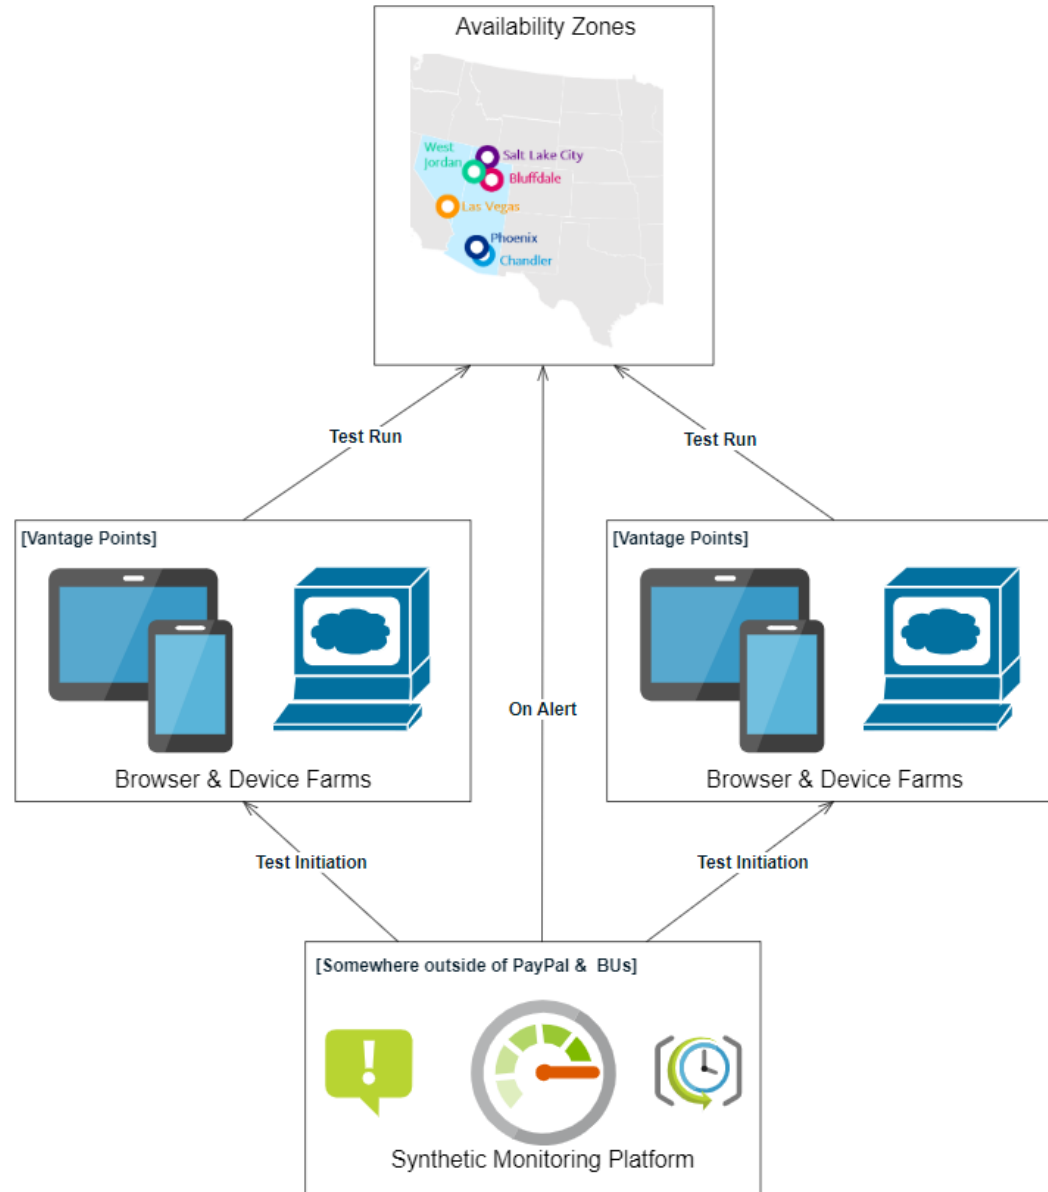 Availability Zones
West
Jordan
Salt Lake City
Bluffdale
Las Vegas
Phoenix
Chandler
Test Run
Test Run
[Vantage Points]
Browser & Device Farms
[Vantage Points]
Browser & Device Farms
On Alert
Test Initiation
Test Initiation
[Somewhere outside of PayPal & BUs]
!
Synthetic Monitoring Platform